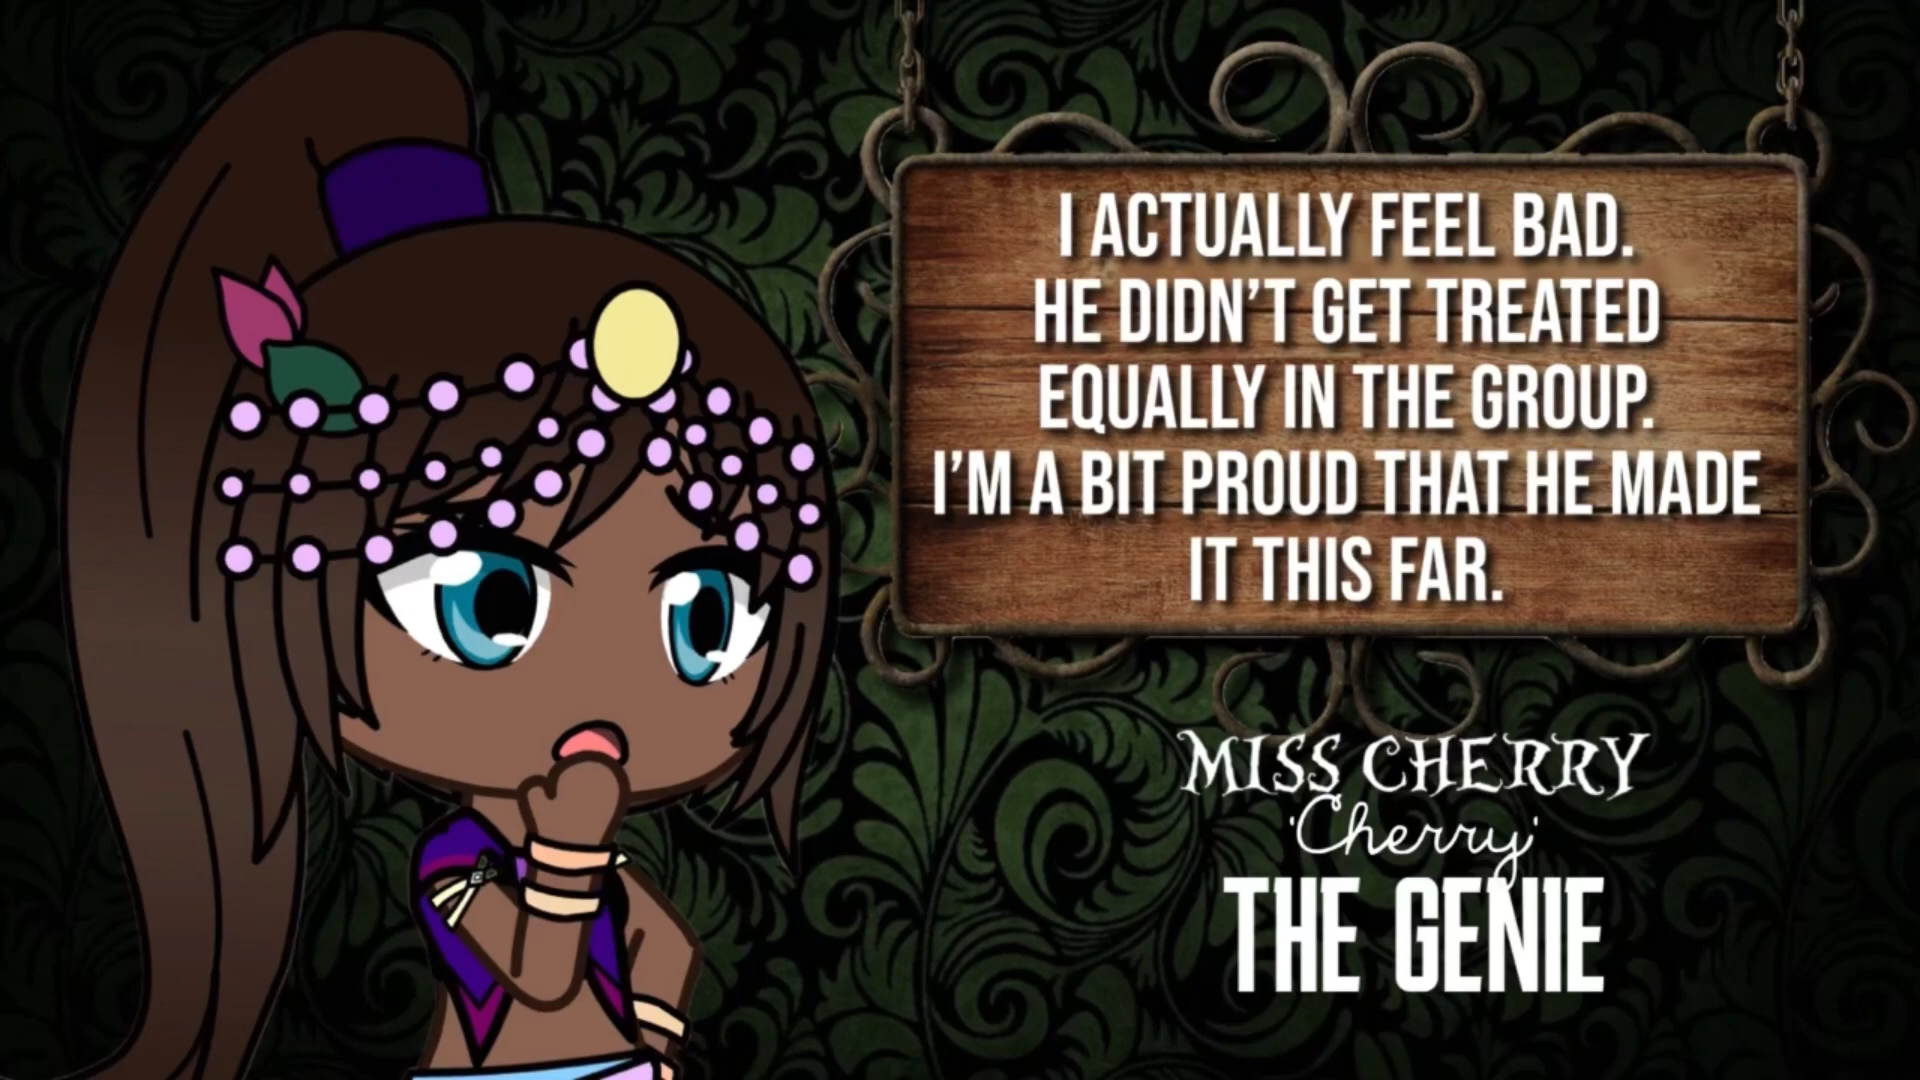 I ACTUALLY FEEL BAD.
HE DIDN'T GET TREATED
EQUALLY IN THE GROUP.
I'M A BIT PROUD THAT HE MADE
IT THIS FAR.
MISS CHERRY
'Cherry'
THE GENIE